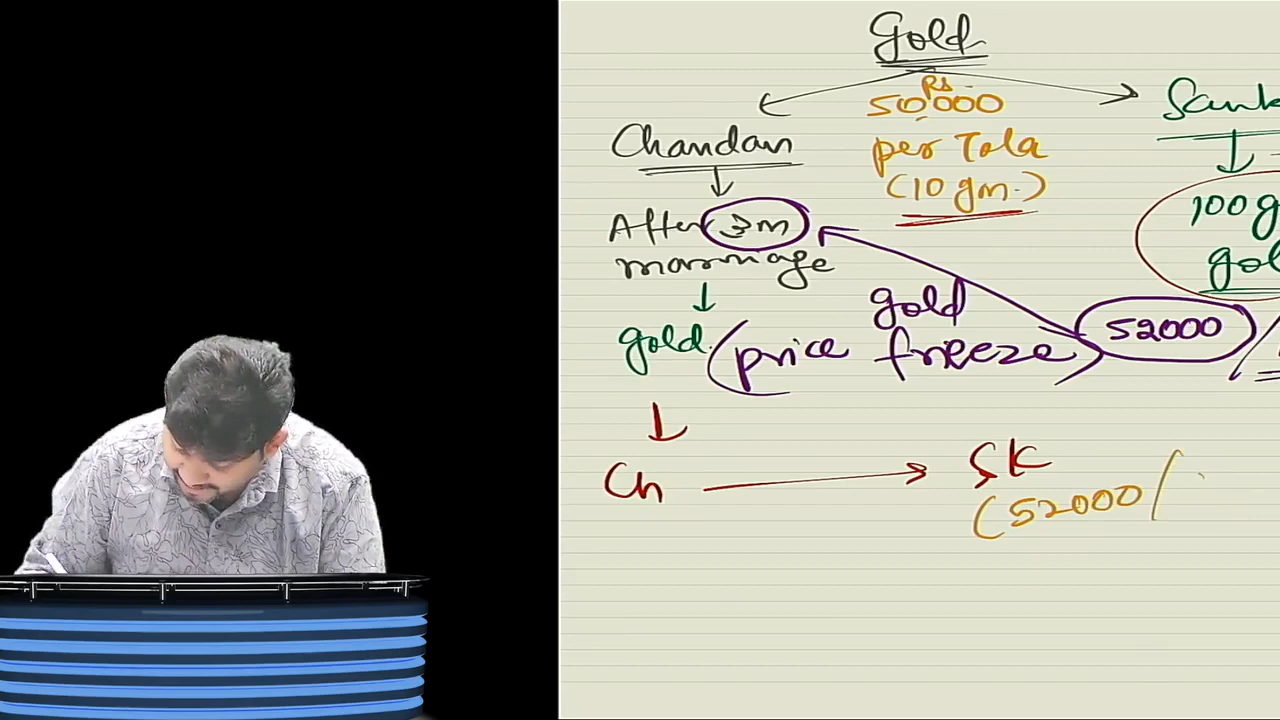 Gold
Rs.
50,000
per Tola
(10 gm.)
Chandan
Sank
After 3m
marriage
100g
gol
gold
gold
(price freeze)
52000 /
Ch
SK
(52000 /